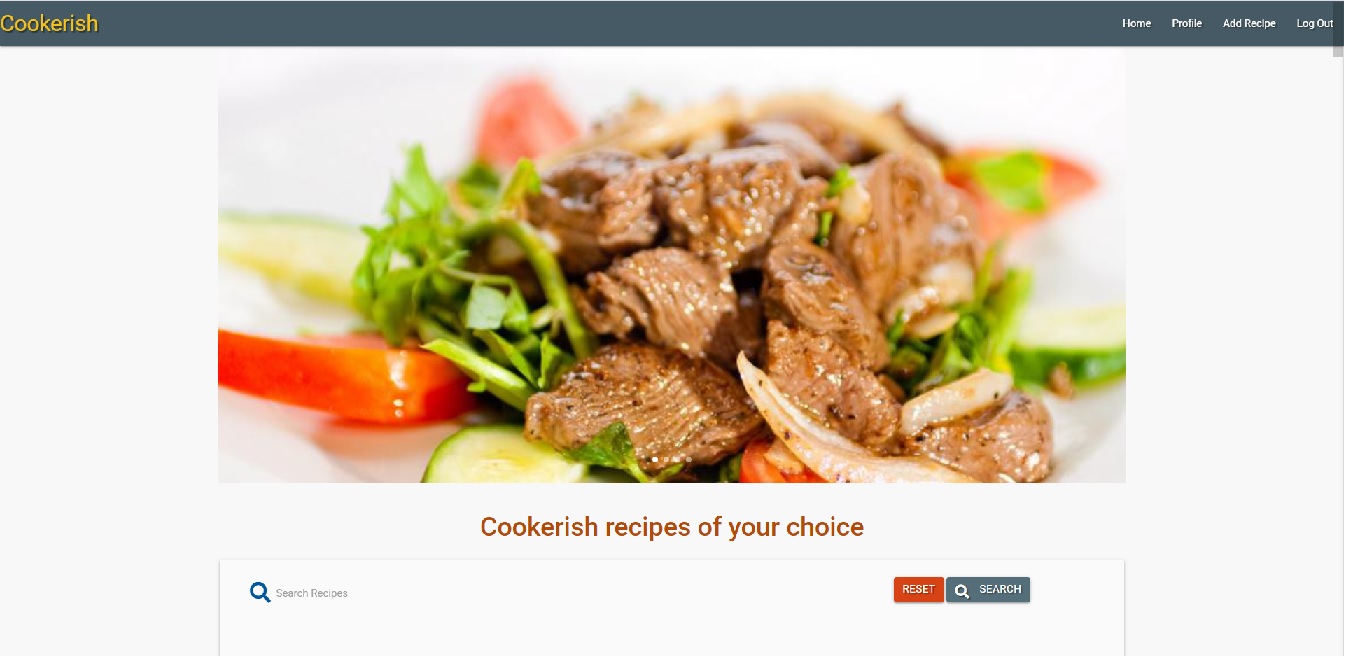 Cookerish
Home Profile Add Recipe Log Out
Cookerish recipes of your choice
Search Recipes RESET SEARCH